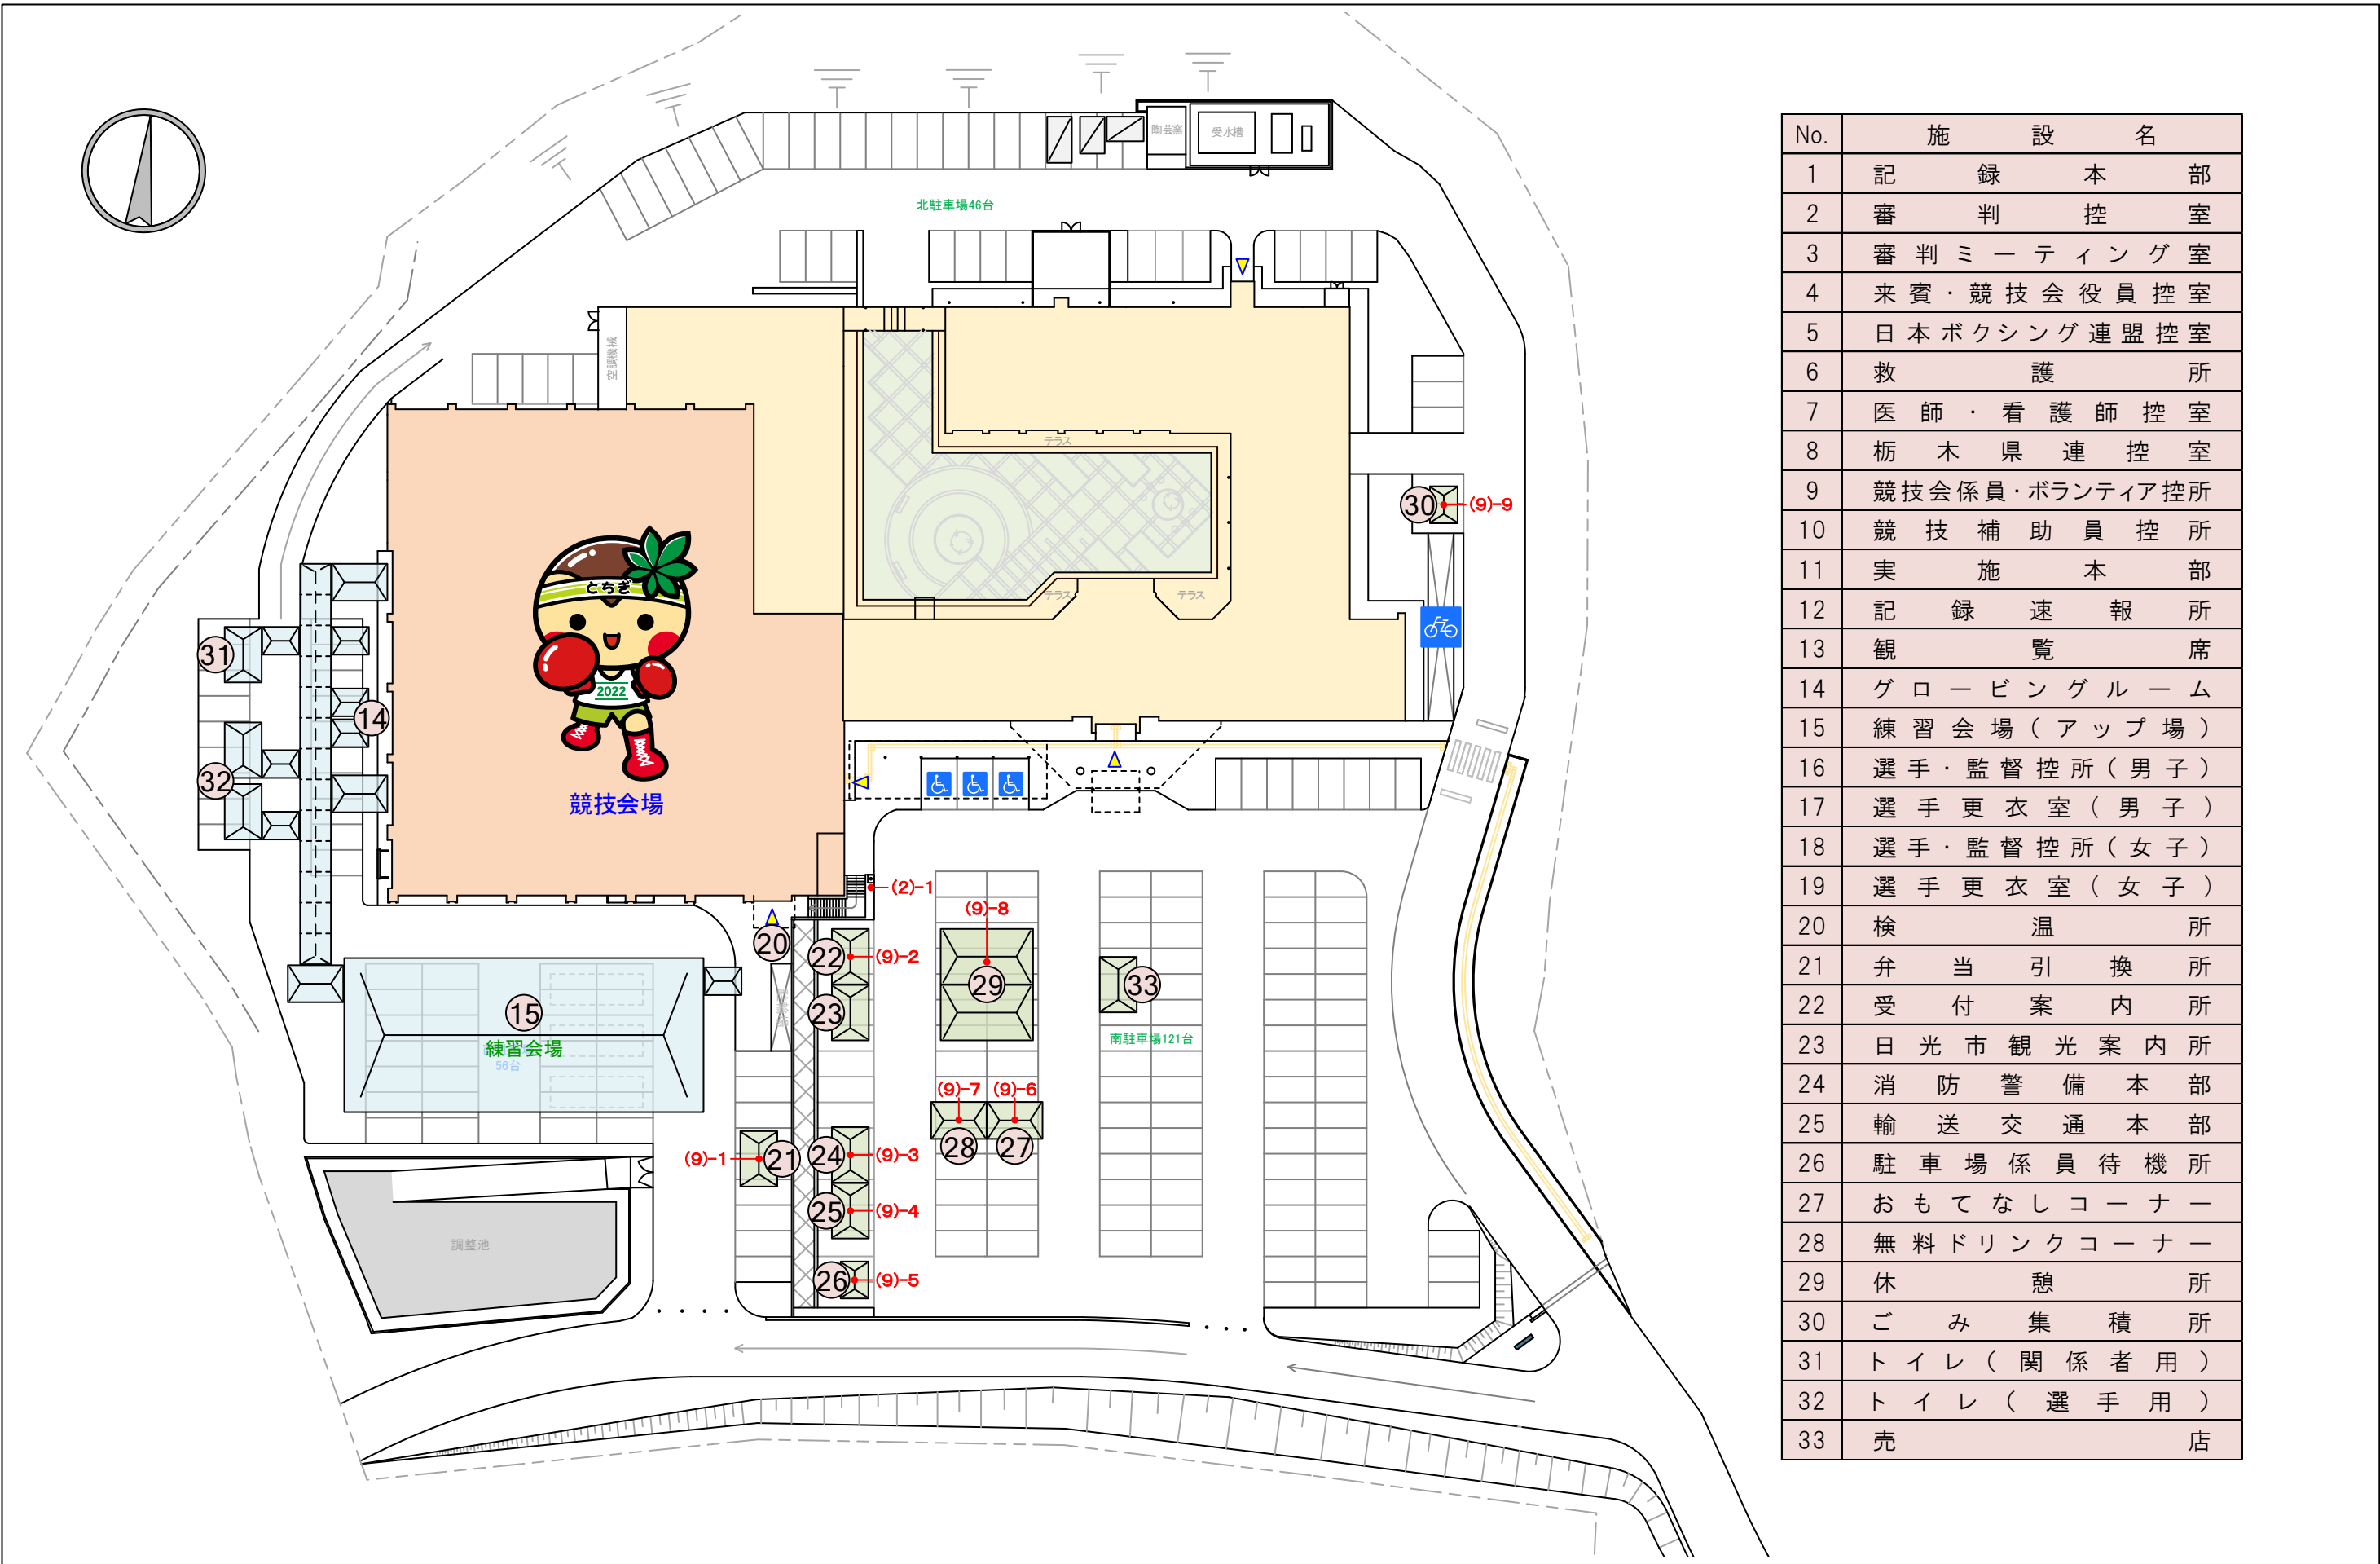 陶芸窯
受水槽
北駐車場46台
空調機械
テラス
30
(9)-9
とちぎ
テラス
テラス
31
2022
14
32
競技会場
(2)-1
(9)-8
20
22
(9)-2
29
33
15
23
練習会場
56台
南駐車場121台
(9)-7
(9)-6
28
27
(9)-1
21
24
(9)-3
25
(9)-4
調整池
26
(9)-5
No. 施設名
1 記録本部
2 審判控室
3 審判ミーティング室
4 来賓・競技会役員控室
5 日本ボクシング連盟控室
6 救護所
7 医師・看護師控室
8 栃木県連控室
9 競技会係員・ボランティア控所
10 競技補助員控所
11 実施本部
12 記録速報所
13 観覧席
14 グロービングルーム
15 練習会場(アップ場)
16 選手・監督控所(男子)
17 選手更衣室(男子)
18 選手・監督控所(女子)
19 選手更衣室(女子)
20 検温所
21 弁当引換所
22 受付案内所
23 日光市観光案内所
24 消防警備本部
25 輸送交通本部
26 駐車場係員待機所
27 おもてなしコーナー
28 無料ドリンクコーナー
29 休憩所
30 ごみ集積所
31 トイレ(関係者用)
32 トイレ(選手用)
33 売店